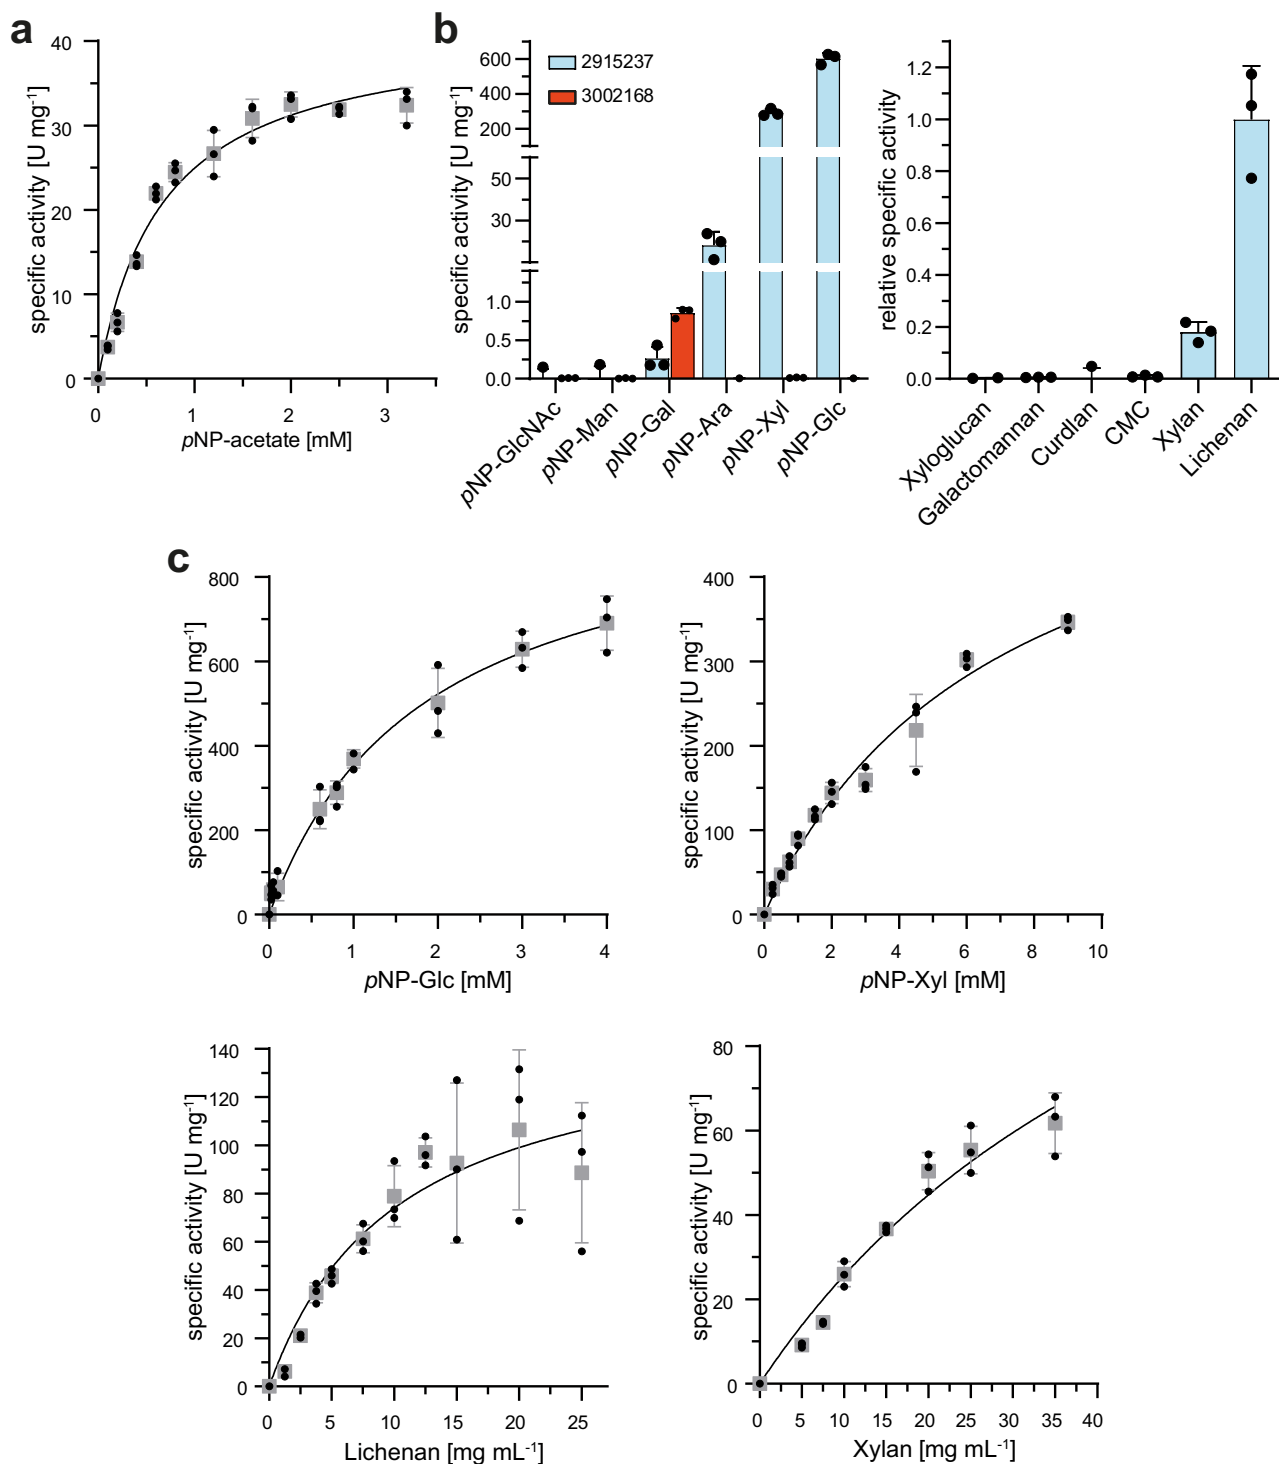 a
specific activity [U mg-1]
40
30
20
10
0
0 1 2 3
pNP-acetate [mM]
b
specific activity [U mg-1]
600
400
200
50
30
1.0
0.5
0.0
2915237
3002168
pNP-GlcNAc
pNP-Man
pNP-Gal
pNP-Ara
pNP-Xyl
pNP-Glc
relative specific activity
1.2
1.0
0.8
0.6
0.4
0.2
0.0
Xyloglucan
Galactomannan
Curdlan
CMC
Xylan
Lichenan
c
specific activity [U mg-1]
800
600
400
200
0
0 1 2 3 4
pNP-Glc [mM]
specific activity [U mg-1]
400
300
200
100
0
0 2 4 6 8 10
pNP-Xyl [mM]
specific activity [U mg-1]
140
120
100
80
60
40
20
0
0 5 10 15 20 25
Lichenan [mg mL-1]
specific activity [U mg-1]
80
60
40
20
0
0 5 10 15 20 25 30 35 40
Xylan [mg mL-1]